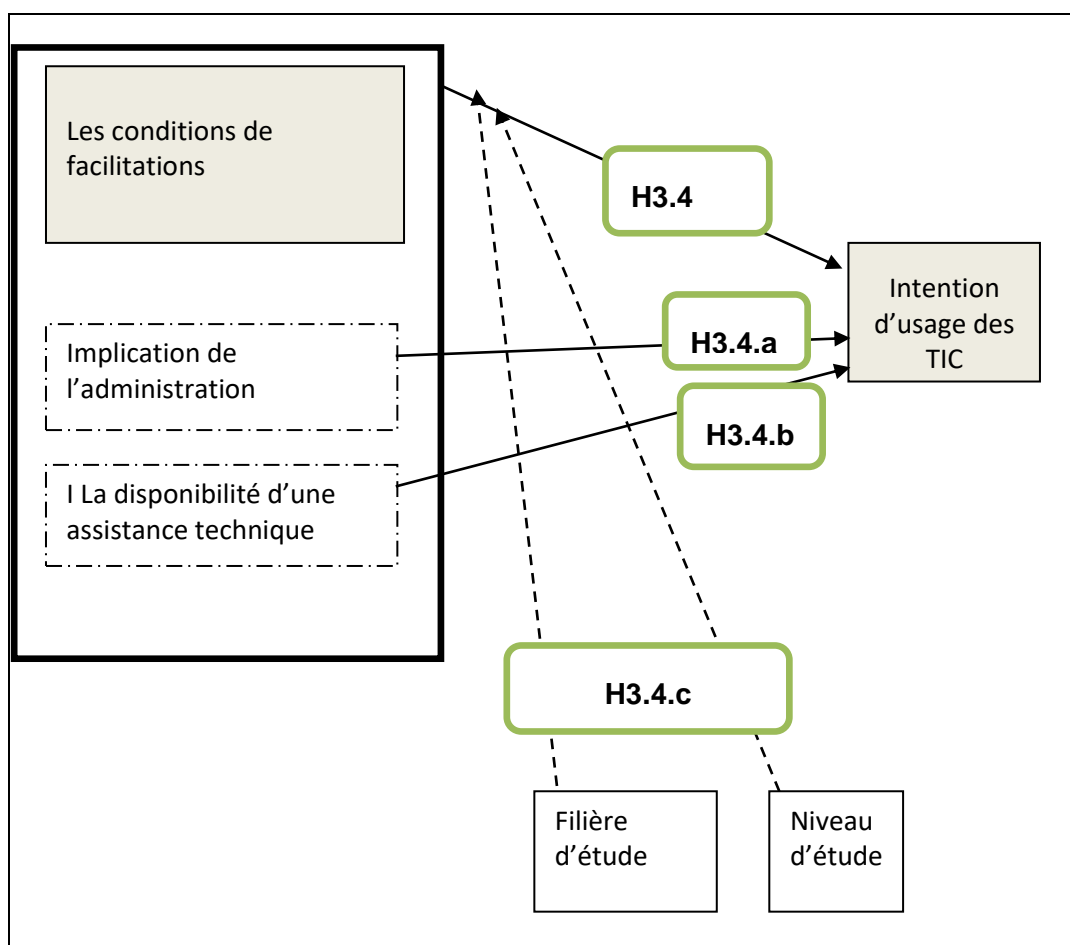 Les conditions de
facilitations
H3.4
Intention
d’usage des
TIC
Implication de
l’administration
H3.4.a
H3.4.b
I La disponibilité d’une
assistance technique
H3.4.c
Filière
d’étude
Niveau
d’étude